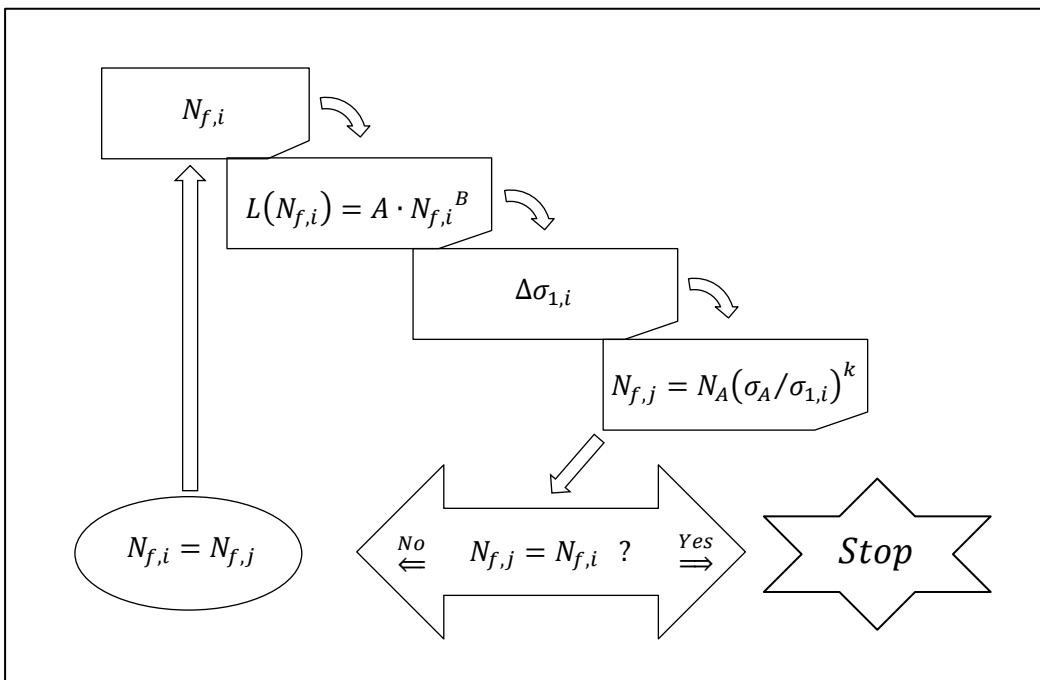 N_{f,i}
L(N_{f,i}) = A · N_{f,i}^B
Δσ_{1,i}
N_{f,j} = N_A(σ_A/σ_{1,i})^k
N_{f,i} = N_{f,j}
No ⇐
N_{f,j} = N_{f,i} ?
Yes ⇒
Stop